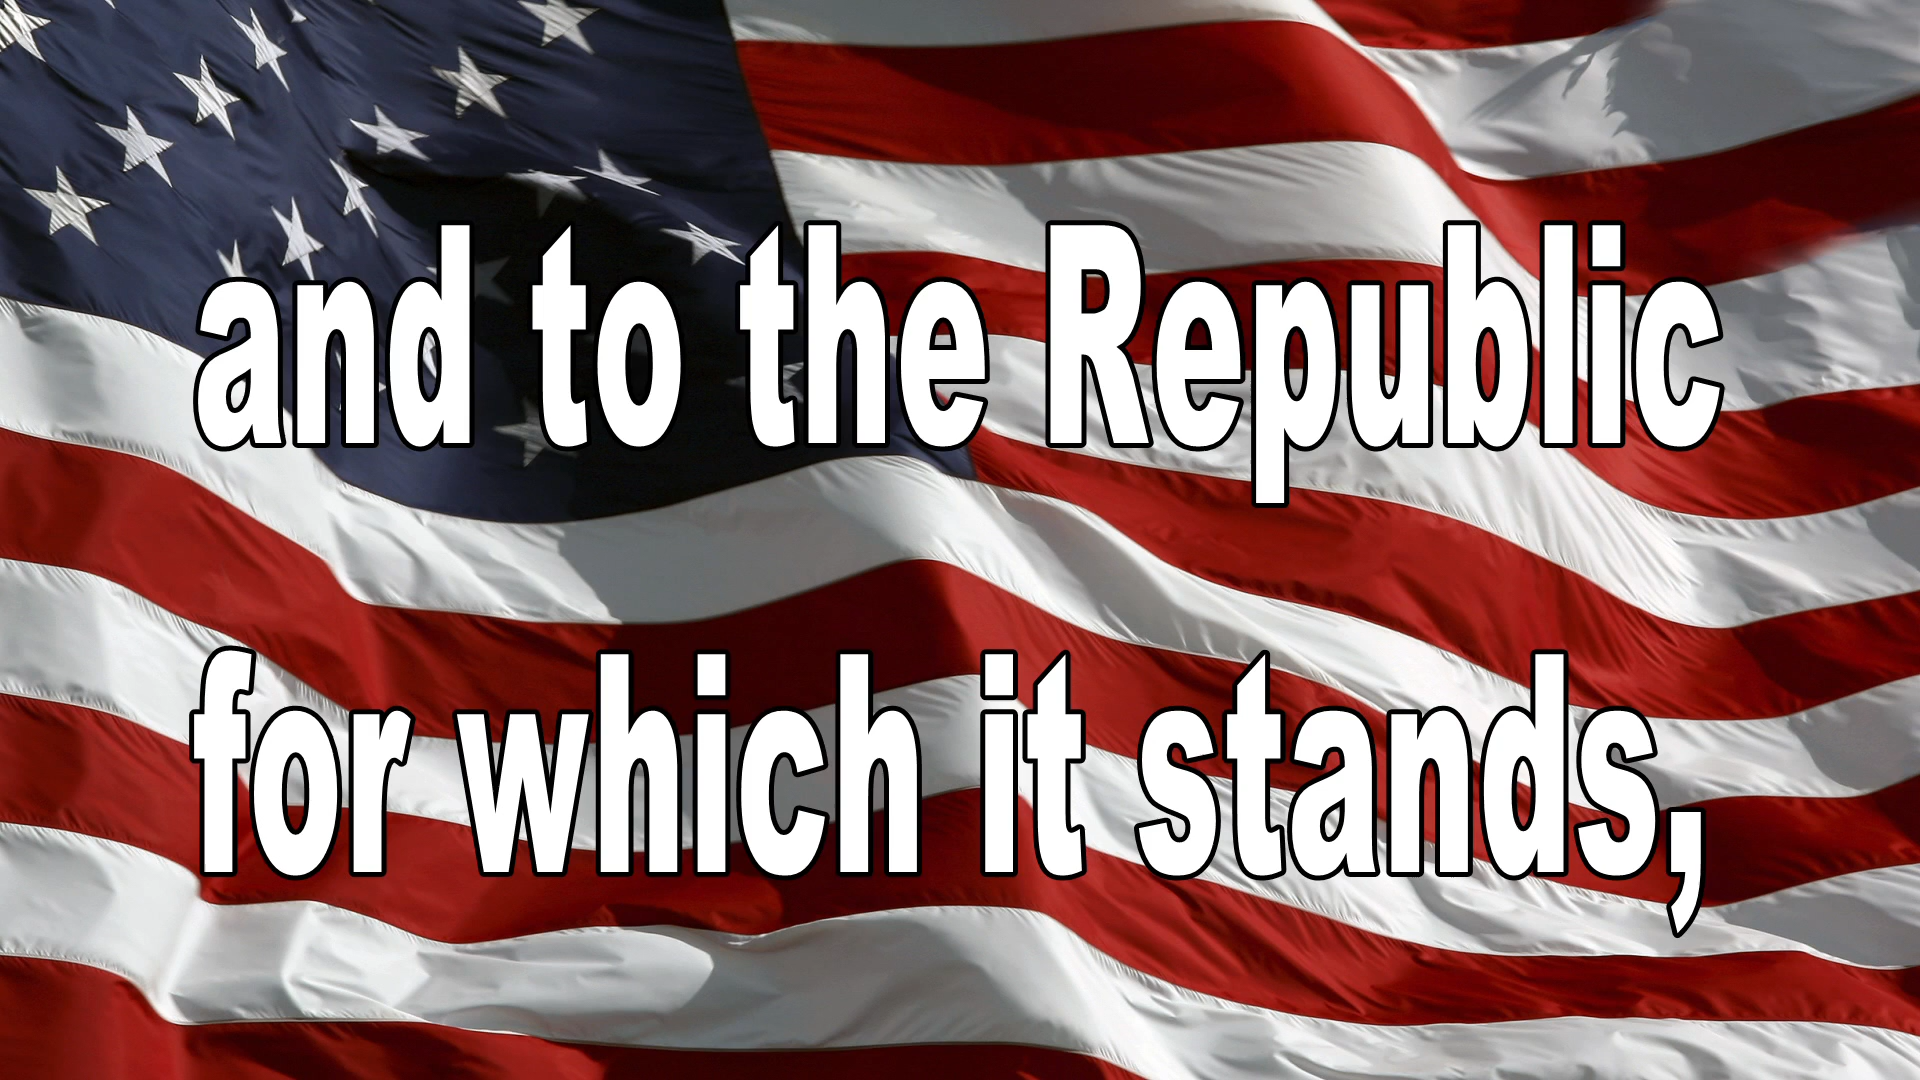 and to the Republic
for which it stands,